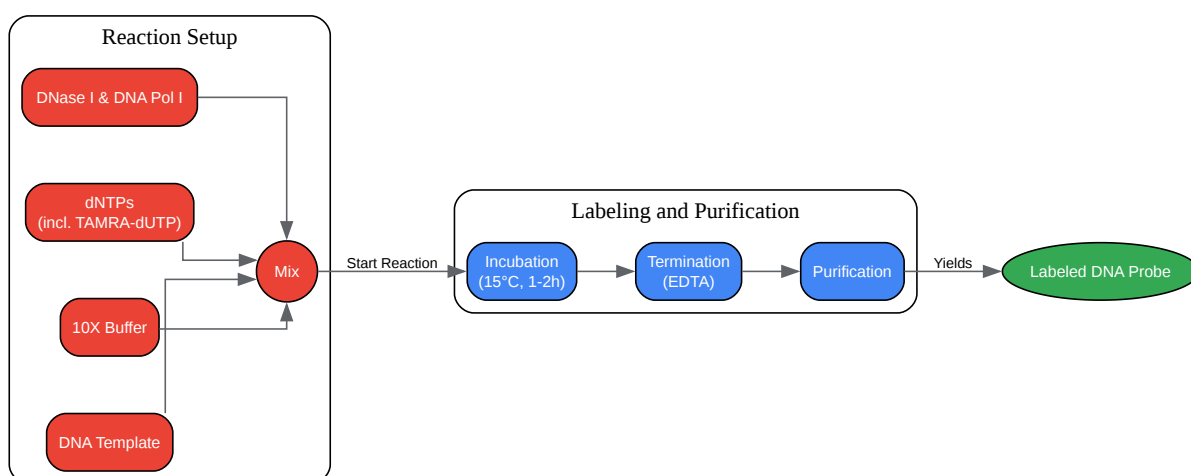 Reaction Setup
DNase I & DNA Pol I
dNTPs
(incl. TAMRA-dUTP)
10X Buffer
DNA Template
Mix
Start Reaction
Labeling and Purification
Incubation
(15°C, 1-2h)
Termination
(EDTA)
Purification
Yields
Labeled DNA Probe